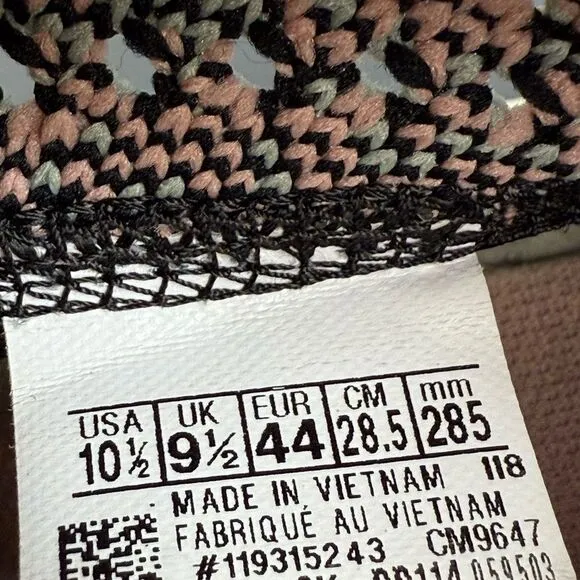 USA UK EUR CM mm
10½ 9½ 44 28.5 285
MADE IN VIETNAM 118
FABRIQUÉ AU VIETNAM
#119315243 CM9647
059503